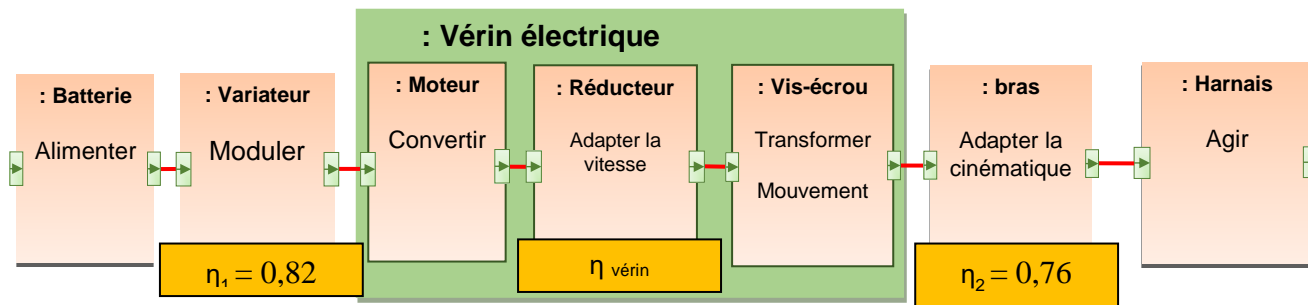 : Vérin électrique
: Batterie
Alimenter
: Variateur
Moduler
: Moteur
Convertir
: Réducteur
Adapter la
vitesse
: Vis-écrou
Transformer
Mouvement
: bras
Adapter la
cinématique
: Harnais
Agir
η₁ = 0,82
η vérin
η₂ = 0,76